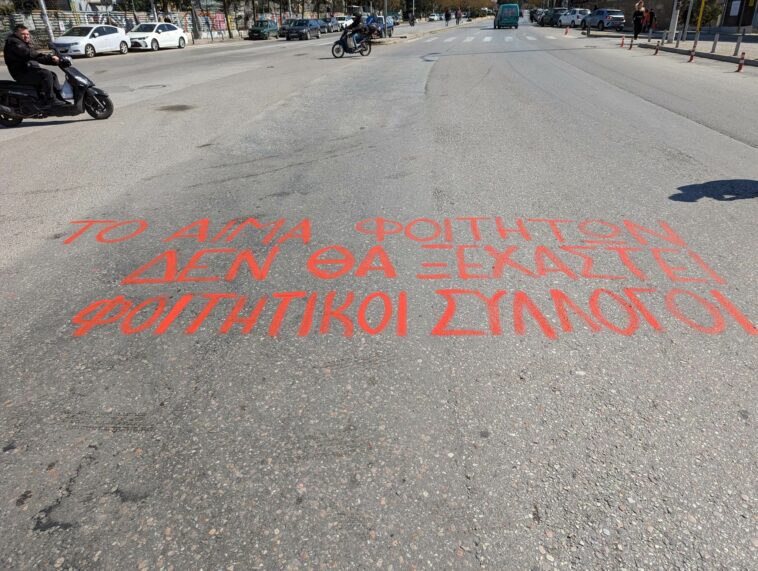 ΤΟ ΑΙΜΑ ΦΟΙΤΗΤΩΝ
ΔΕΝ ΘΑ ΞΕΧΑΣΤΕΙ
ΦΟΙΤΗΤΙΚΟΙ ΣΥΛΛΟΓΟΙ